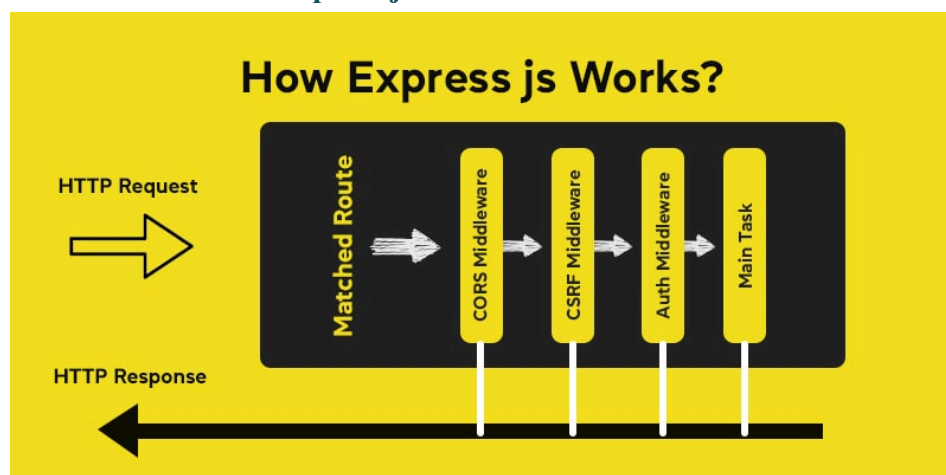 How Express js Works?
HTTP Request
Matched Route
CORS Middleware
CSRF Middleware
Auth Middleware
Main Task
HTTP Response